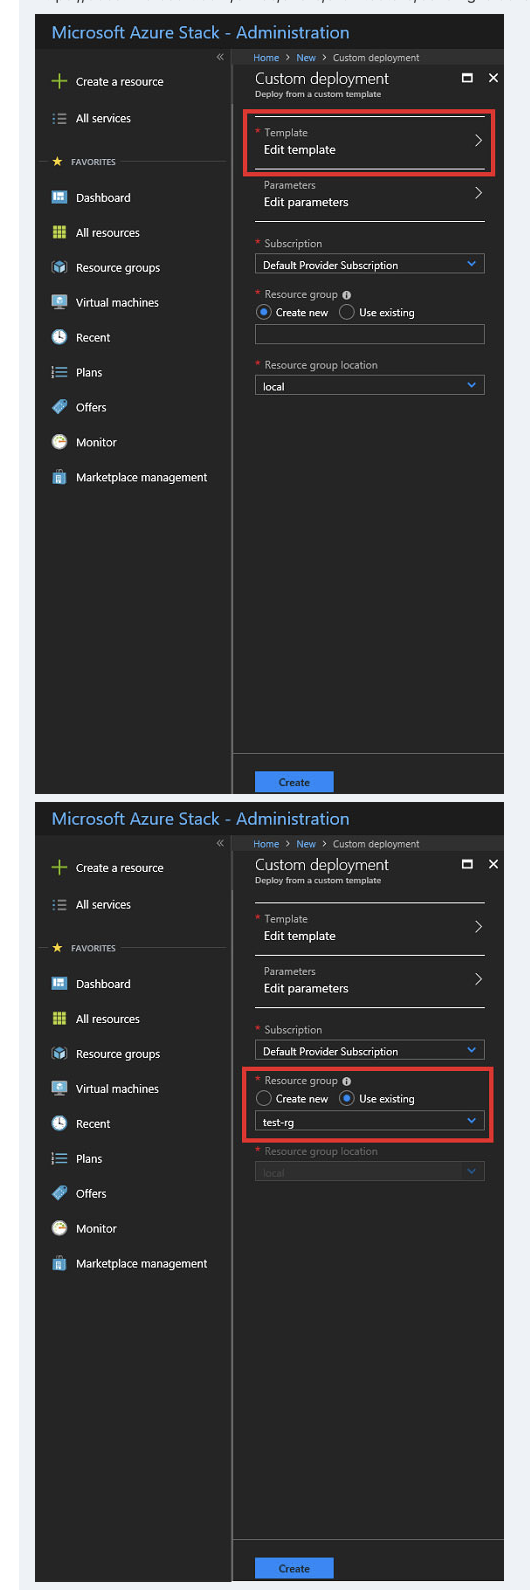 Microsoft Azure Stack - Administration
«
Home > New > Custom deployment
Create a resource
All services
FAVORITES
Dashboard
All resources
Resource groups
Virtual machines
Recent
Plans
Offers
Monitor
Marketplace management
Custom deployment
Deploy from a custom template
* Template
Edit template
Parameters
Edit parameters
* Subscription
Default Provider Subscription
* Resource group
Create new Use existing
* Resource group location
local
Create
Microsoft Azure Stack - Administration
«
Home > New > Custom deployment
Create a resource
All services
FAVORITES
Dashboard
All resources
Resource groups
Virtual machines
Recent
Plans
Offers
Monitor
Marketplace management
Custom deployment
Deploy from a custom template
* Template
Edit template
Parameters
Edit parameters
* Subscription
Default Provider Subscription
* Resource group
Create new Use existing
test-rg
* Resource group location
local
Create